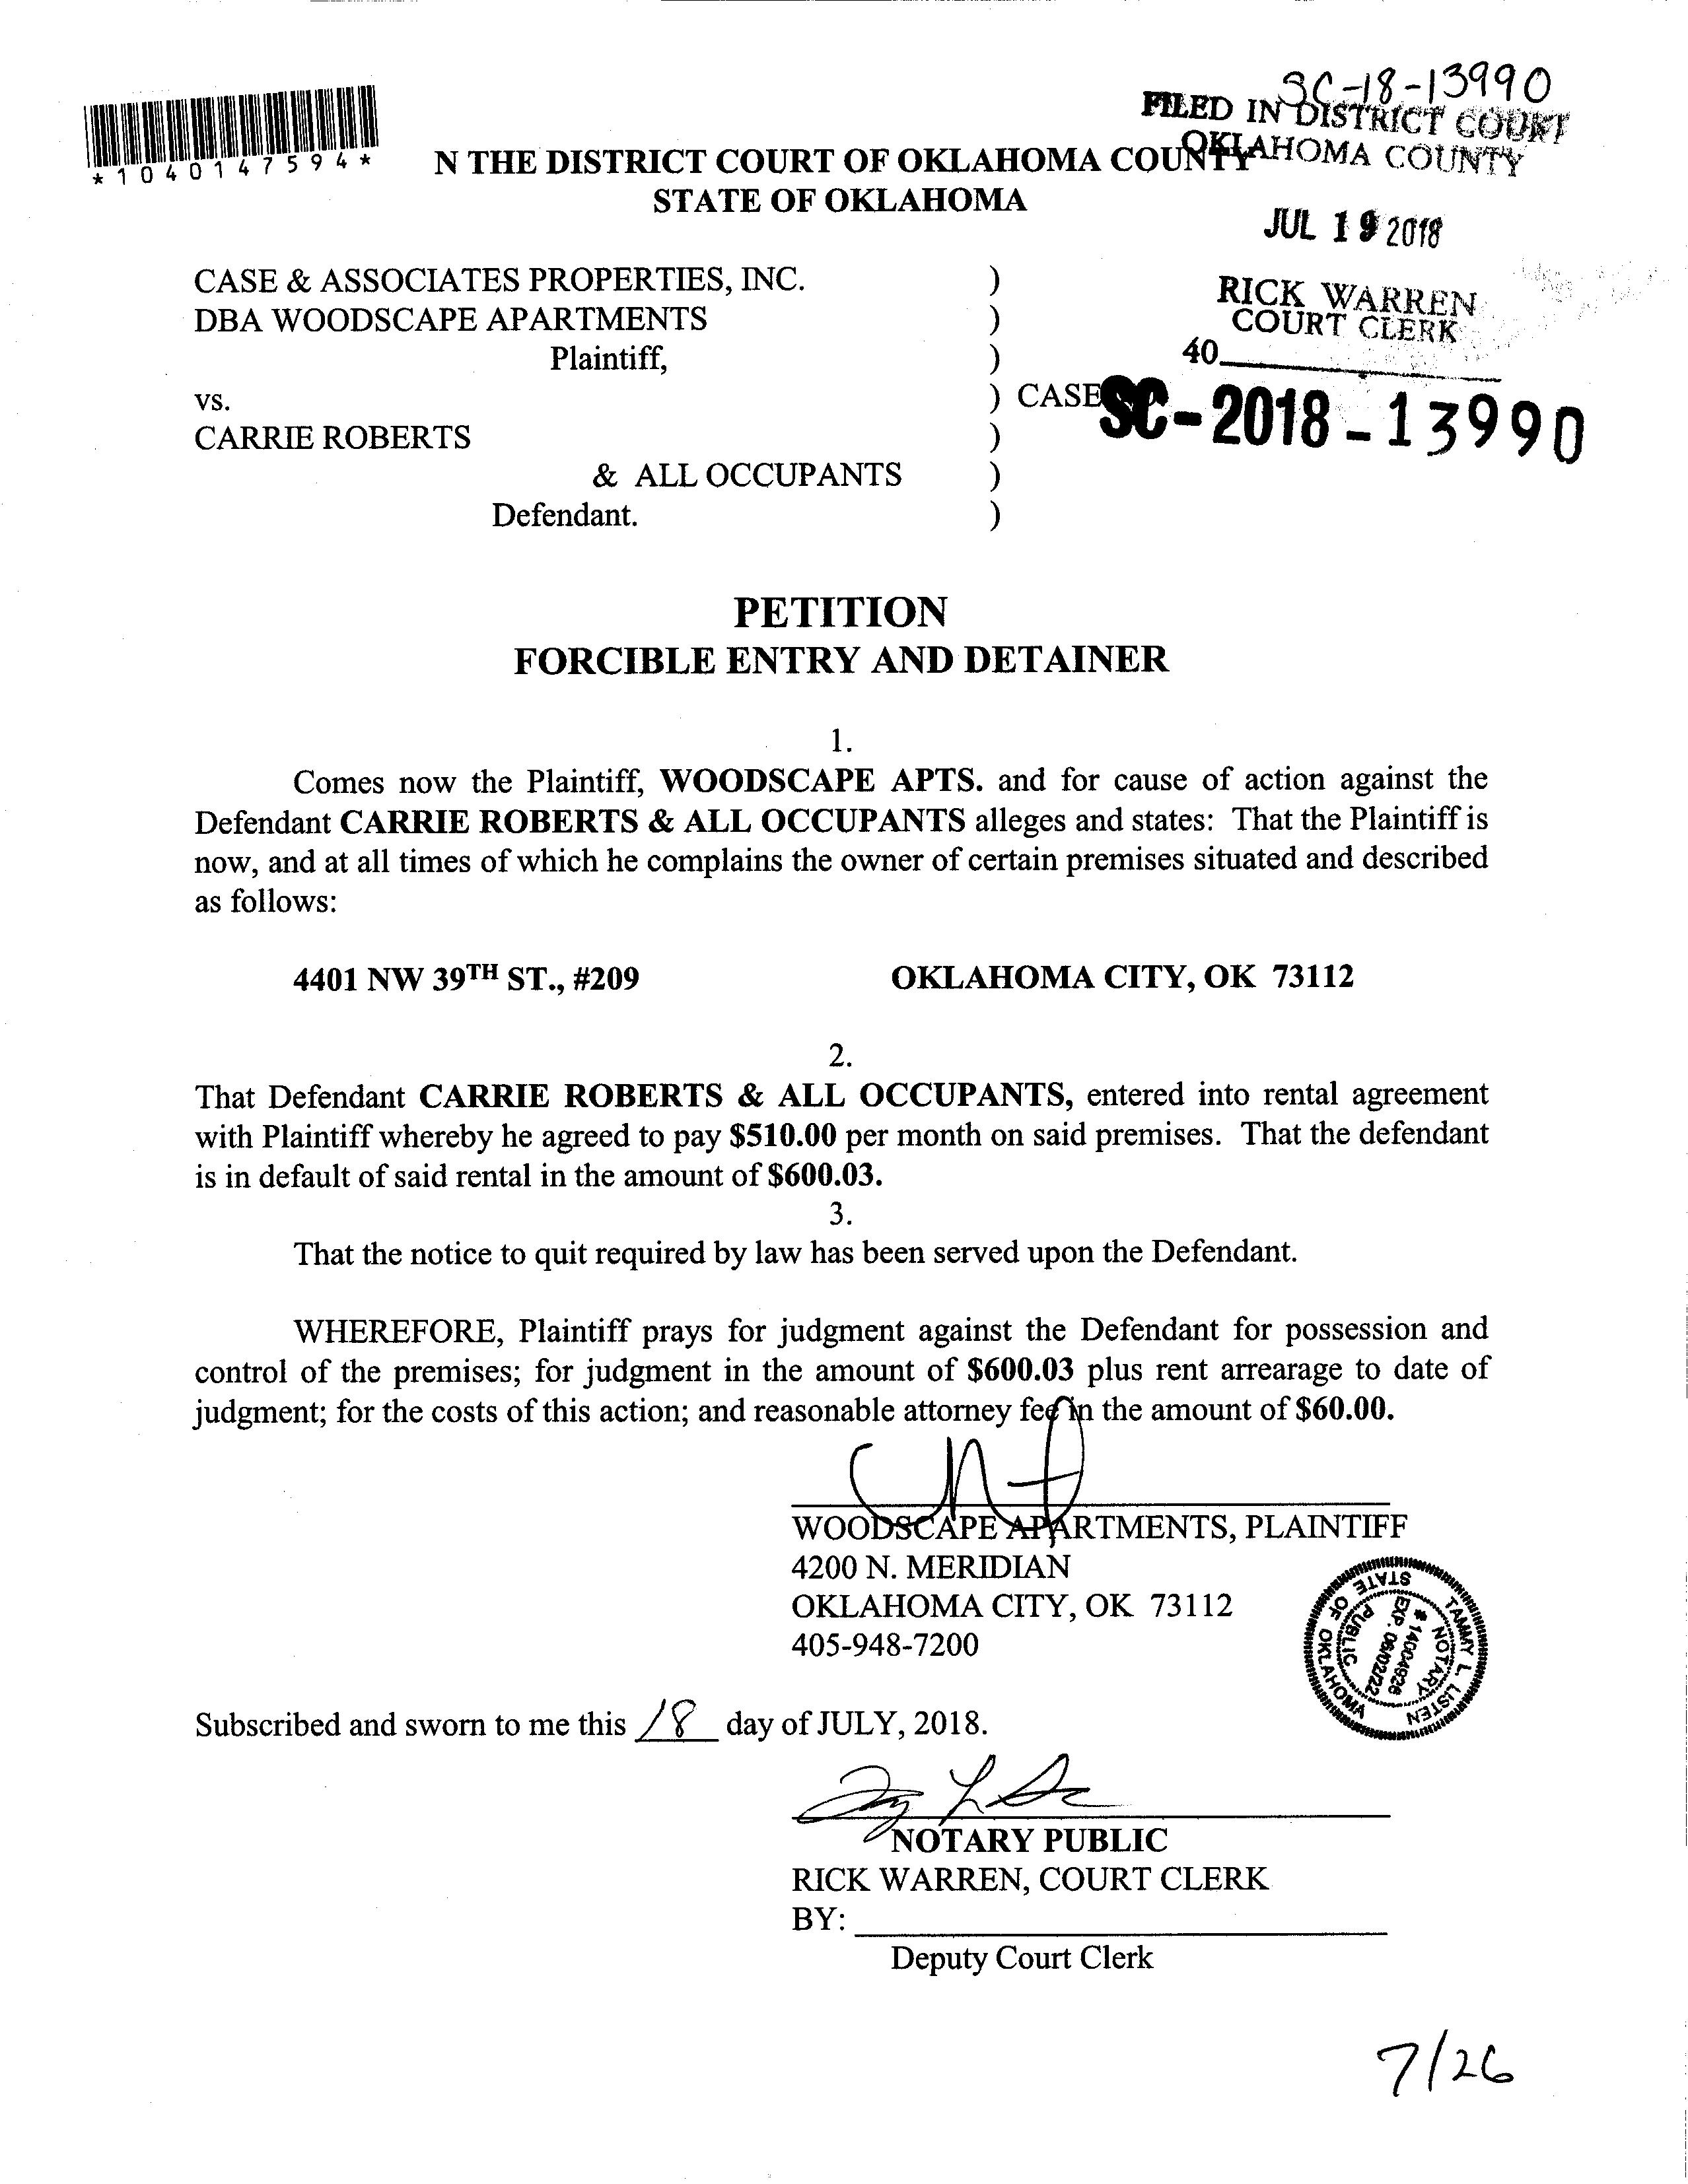 SC-18-13990
FILED IN DISTRICT COURT
OKLAHOMA COUNTY
*1040147594*
N THE DISTRICT COURT OF OKLAHOMA COUNTY
STATE OF OKLAHOMA
JUL 19 2018
CASE & ASSOCIATES PROPERTIES, INC. )
DBA WOODSCAPE APARTMENTS )
Plaintiff, )
RICK WARREN
COURT CLERK
40
vs. ) CASE
SC-2018-13990
CARRIE ROBERTS )
& ALL OCCUPANTS )
Defendant. )
PETITION
FORCIBLE ENTRY AND DETAINER
1.
Comes now the Plaintiff, WOODSCAPE APTS. and for cause of action against the
Defendant CARRIE ROBERTS & ALL OCCUPANTS alleges and states: That the Plaintiff is
now, and at all times of which he complains the owner of certain premises situated and described
as follows:
4401 NW 39TH ST., #209 OKLAHOMA CITY, OK 73112
2.
That Defendant CARRIE ROBERTS & ALL OCCUPANTS, entered into rental agreement
with Plaintiff whereby he agreed to pay $510.00 per month on said premises. That the defendant
is in default of said rental in the amount of $600.03.
3.
That the notice to quit required by law has been served upon the Defendant.
WHEREFORE, Plaintiff prays for judgment against the Defendant for possession and
control of the premises; for judgment in the amount of $600.03 plus rent arrearage to date of
judgment; for the costs of this action; and reasonable attorney fee in the amount of $60.00.
WOODSCAPE APARTMENTS, PLAINTIFF
4200 N. MERIDIAN
OKLAHOMA CITY, OK 73112
405-948-7200
TAMMY L. LISTEN
NOTARY PUBLIC
STATE OF OKLAHOMA
# 14004928
EXP. 06/02/22
Subscribed and sworn to me this 18 day of JULY, 2018.
NOTARY PUBLIC
RICK WARREN, COURT CLERK
BY:
Deputy Court Clerk
7/26